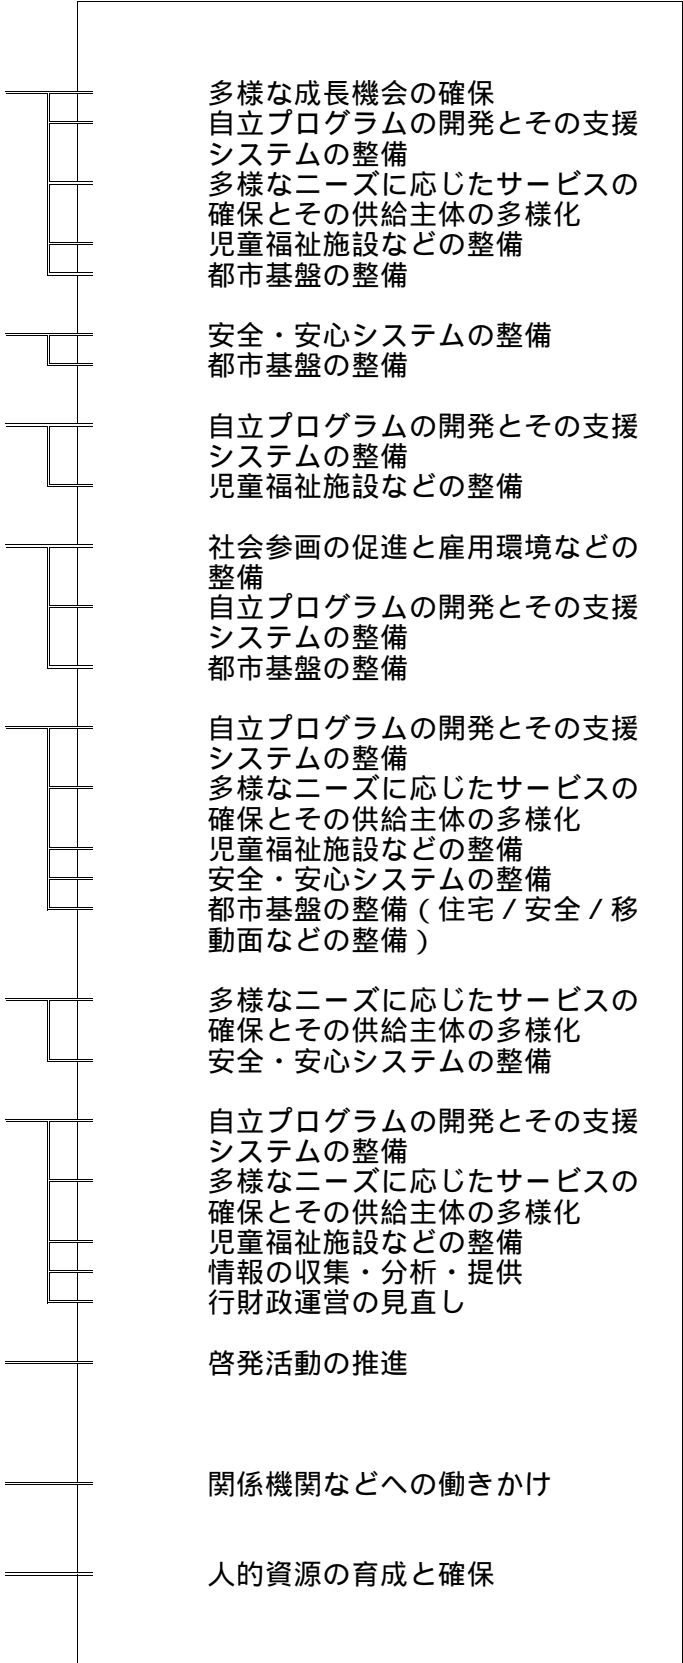 多様な成長機会の確保
自立プログラムの開発とその支援
システムの整備
多様なニーズに応じたサービスの
確保とその供給主体の多様化
児童福祉施設などの整備
都市基盤の整備
安全・安心システムの整備
都市基盤の整備
自立プログラムの開発とその支援
システムの整備
児童福祉施設などの整備
社会参画の促進と雇用環境などの
整備
自立プログラムの開発とその支援
システムの整備
都市基盤の整備
自立プログラムの開発とその支援
システムの整備
多様なニーズに応じたサービスの
確保とその供給主体の多様化
児童福祉施設などの整備
安全・安心システムの整備
都市基盤の整備(住宅/安全/移
動面などの整備)
多様なニーズに応じたサービスの
確保とその供給主体の多様化
安全・安心システムの整備
自立プログラムの開発とその支援
システムの整備
多様なニーズに応じたサービスの
確保とその供給主体の多様化
児童福祉施設などの整備
情報の収集・分析・提供
行財政運営の見直し
啓発活動の推進
関係機関などへの働きかけ
人的資源の育成と確保